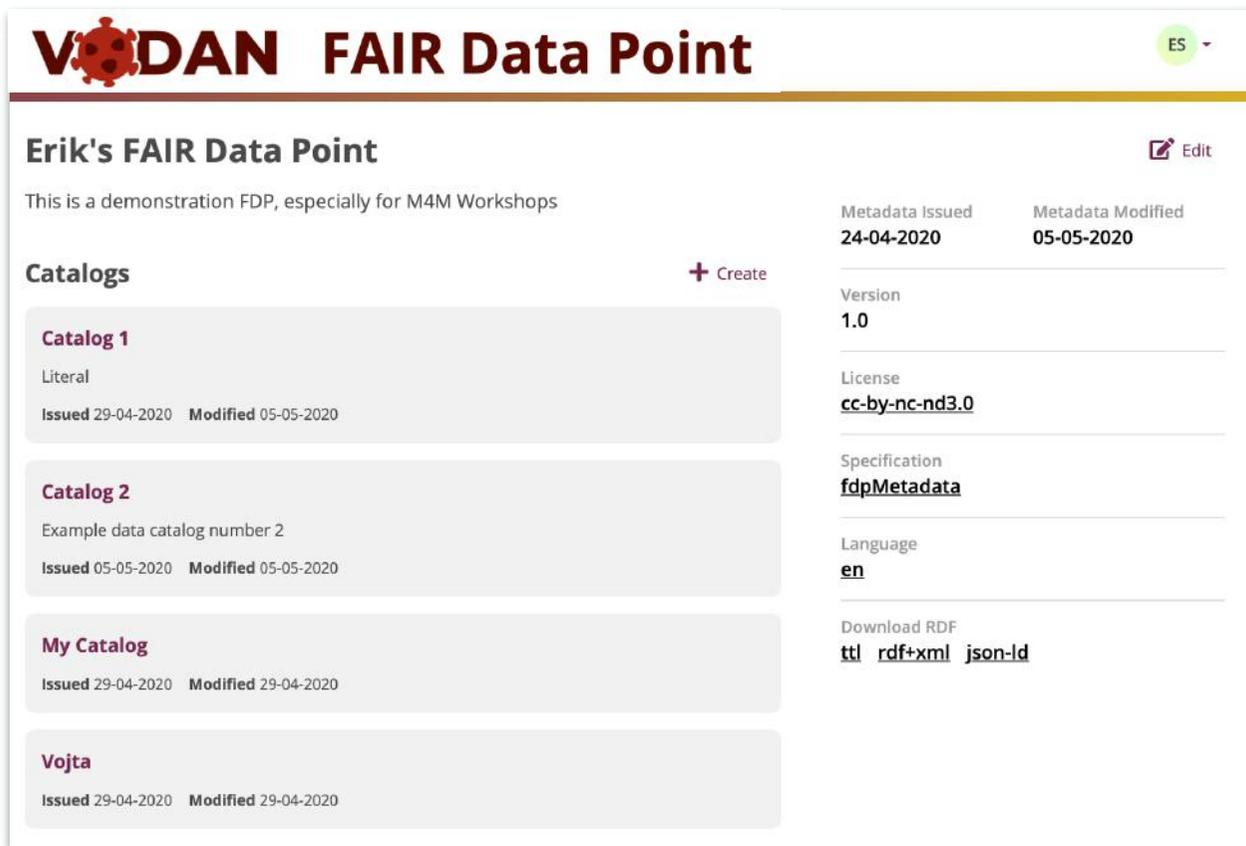 VODAN FAIR Data Point
ES
Erik's FAIR Data Point
Edit
This is a demonstration FDP, especially for M4M Workshops
Catalogs
Create
Catalog 1
Literal
Issued 29-04-2020 Modified 05-05-2020
Catalog 2
Example data catalog number 2
Issued 05-05-2020 Modified 05-05-2020
My Catalog
Issued 29-04-2020 Modified 29-04-2020
Vojta
Issued 29-04-2020 Modified 29-04-2020
Metadata Issued Metadata Modified
24-04-2020 05-05-2020
Version
1.0
License
cc-by-nc-nd3.0
Specification
fdpMetadata
Language
en
Download RDF
ttl rdf+xml json-ld